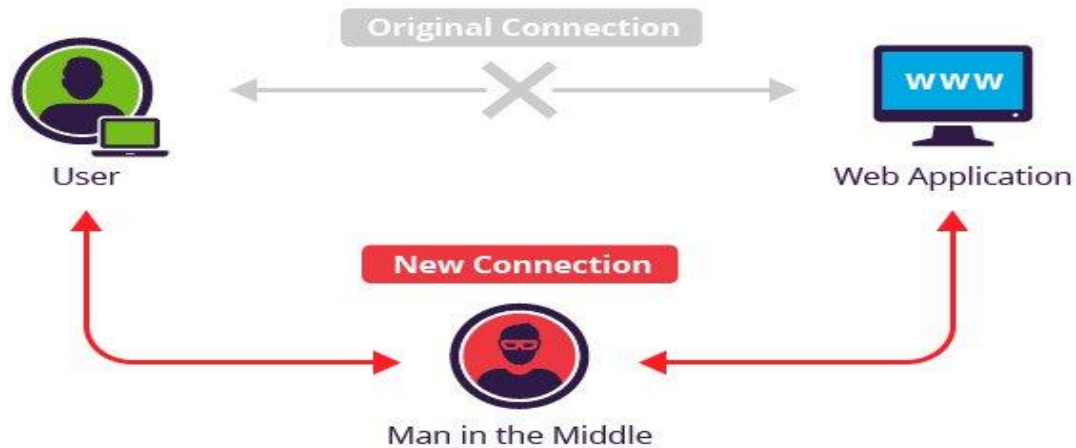 Original Connection
www
User
Web Application
New Connection
Man in the Middle